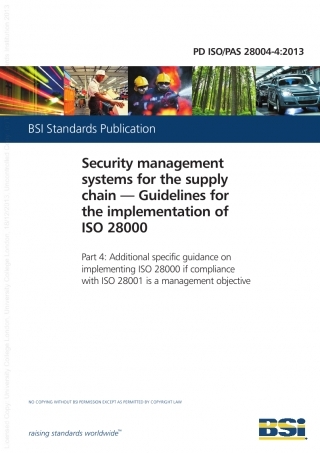 PD ISO/PAS 28004-4:2013
BSI Standards Publication
Security management
systems for the supply
chain — Guidelines for
the implementation of
ISO 28000
Part 4: Additional specific guidance on
implementing ISO 28000 if compliance
with ISO 28001 is a management objective
NO COPYING WITHOUT BSI PERMISSION EXCEPT AS PERMITTED BY COPYRIGHT LAW
raising standards worldwide™
BSi